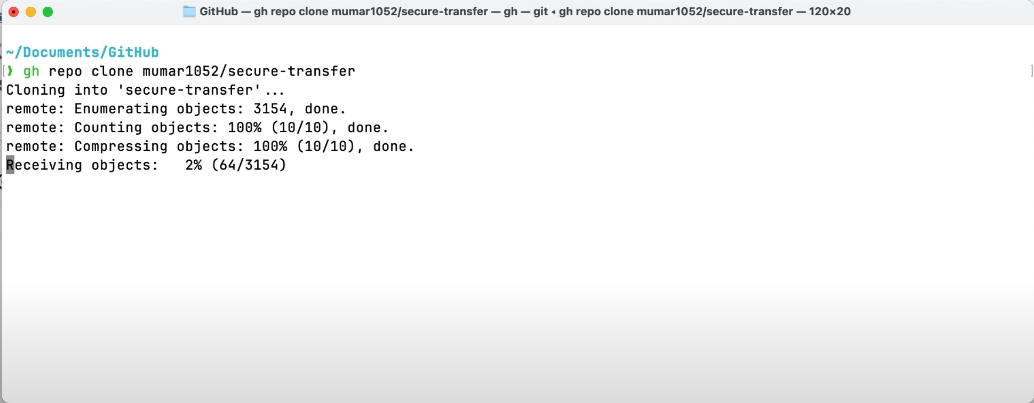 GitHub — gh repo clone mumar1052/secure-transfer — gh — git ◂ gh repo clone mumar1052/secure-transfer — 120×20
~/Documents/GitHub
❯ gh repo clone mumar1052/secure-transfer
Cloning into 'secure-transfer'...
remote: Enumerating objects: 3154, done.
remote: Counting objects: 100% (10/10), done.
remote: Compressing objects: 100% (10/10), done.
Receiving objects:   2% (64/3154)